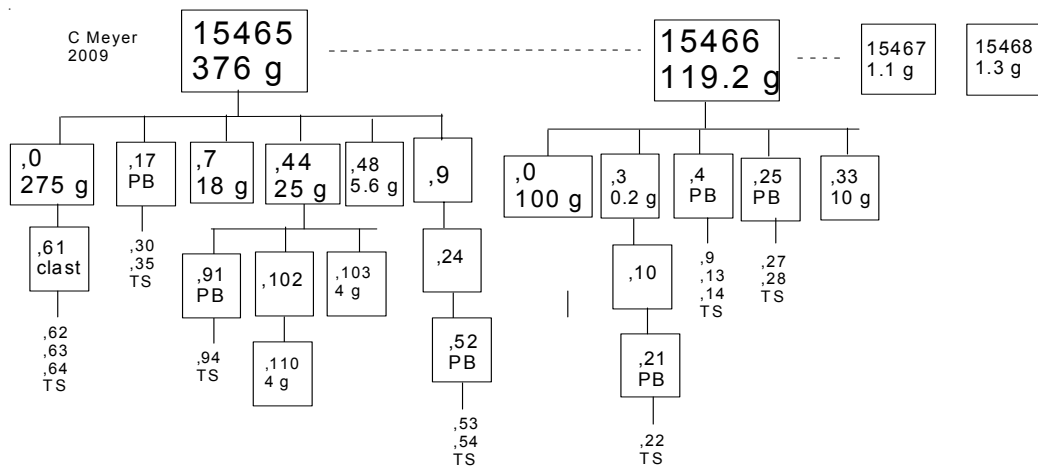 C Meyer
2009
15465
376 g
15466
119.2 g
15467
1.1 g
15468
1.3 g
,0
275 g
,17
PB
,7
18 g
,44
25 g
,48
5.6 g
,9
,0
100 g
,3
0.2 g
,4
PB
,25
PB
,33
10 g
,61
clast
,30
,35
TS
,91
PB
,102
,103
4 g
,24
,10
,9
,13
,14
TS
,27
,28
TS
,62
,63
,64
TS
,94
TS
,110
4 g
,52
PB
,21
PB
,53
,54
TS
,22
TS